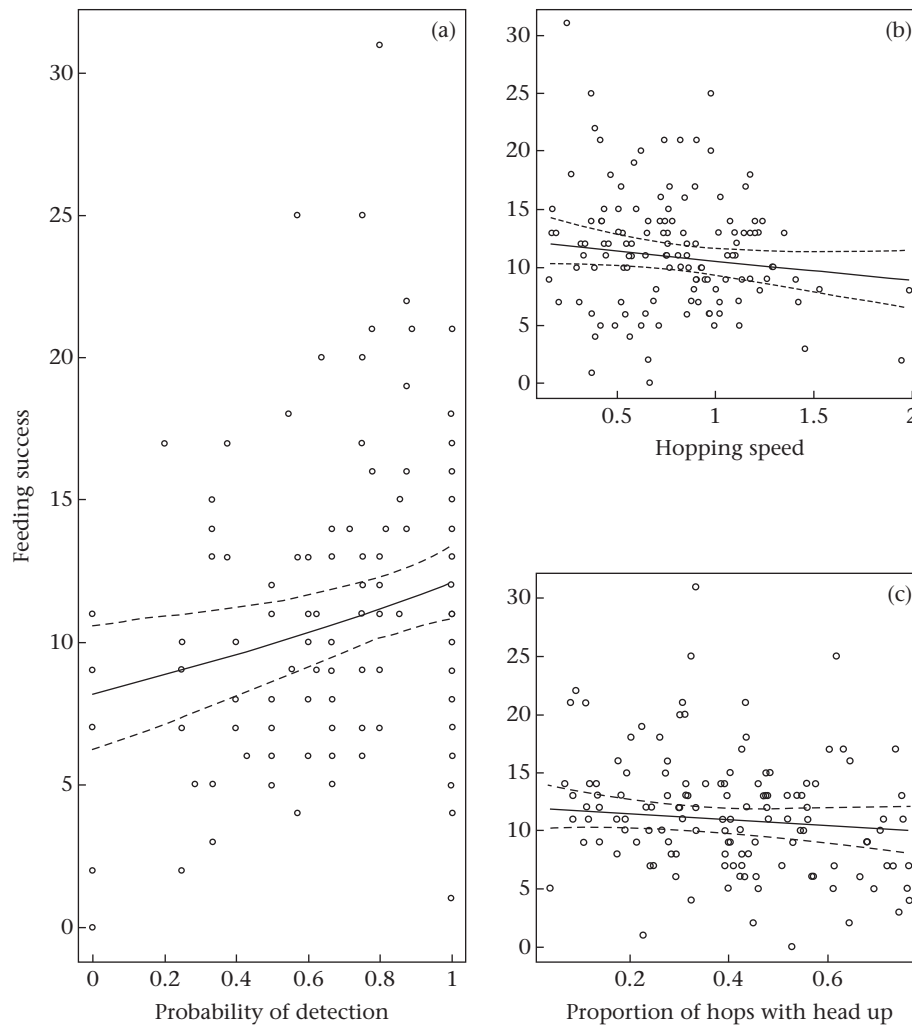 (a)
30
25
20
15
10
5
0
Feeding success
0 0.2 0.4 0.6 0.8 1
Probability of detection
(b)
30
25
20
15
10
5
0
0.5 1 1.5 2
Hopping speed
(c)
30
25
20
15
10
5
0
0.2 0.4 0.6
Proportion of hops with head up